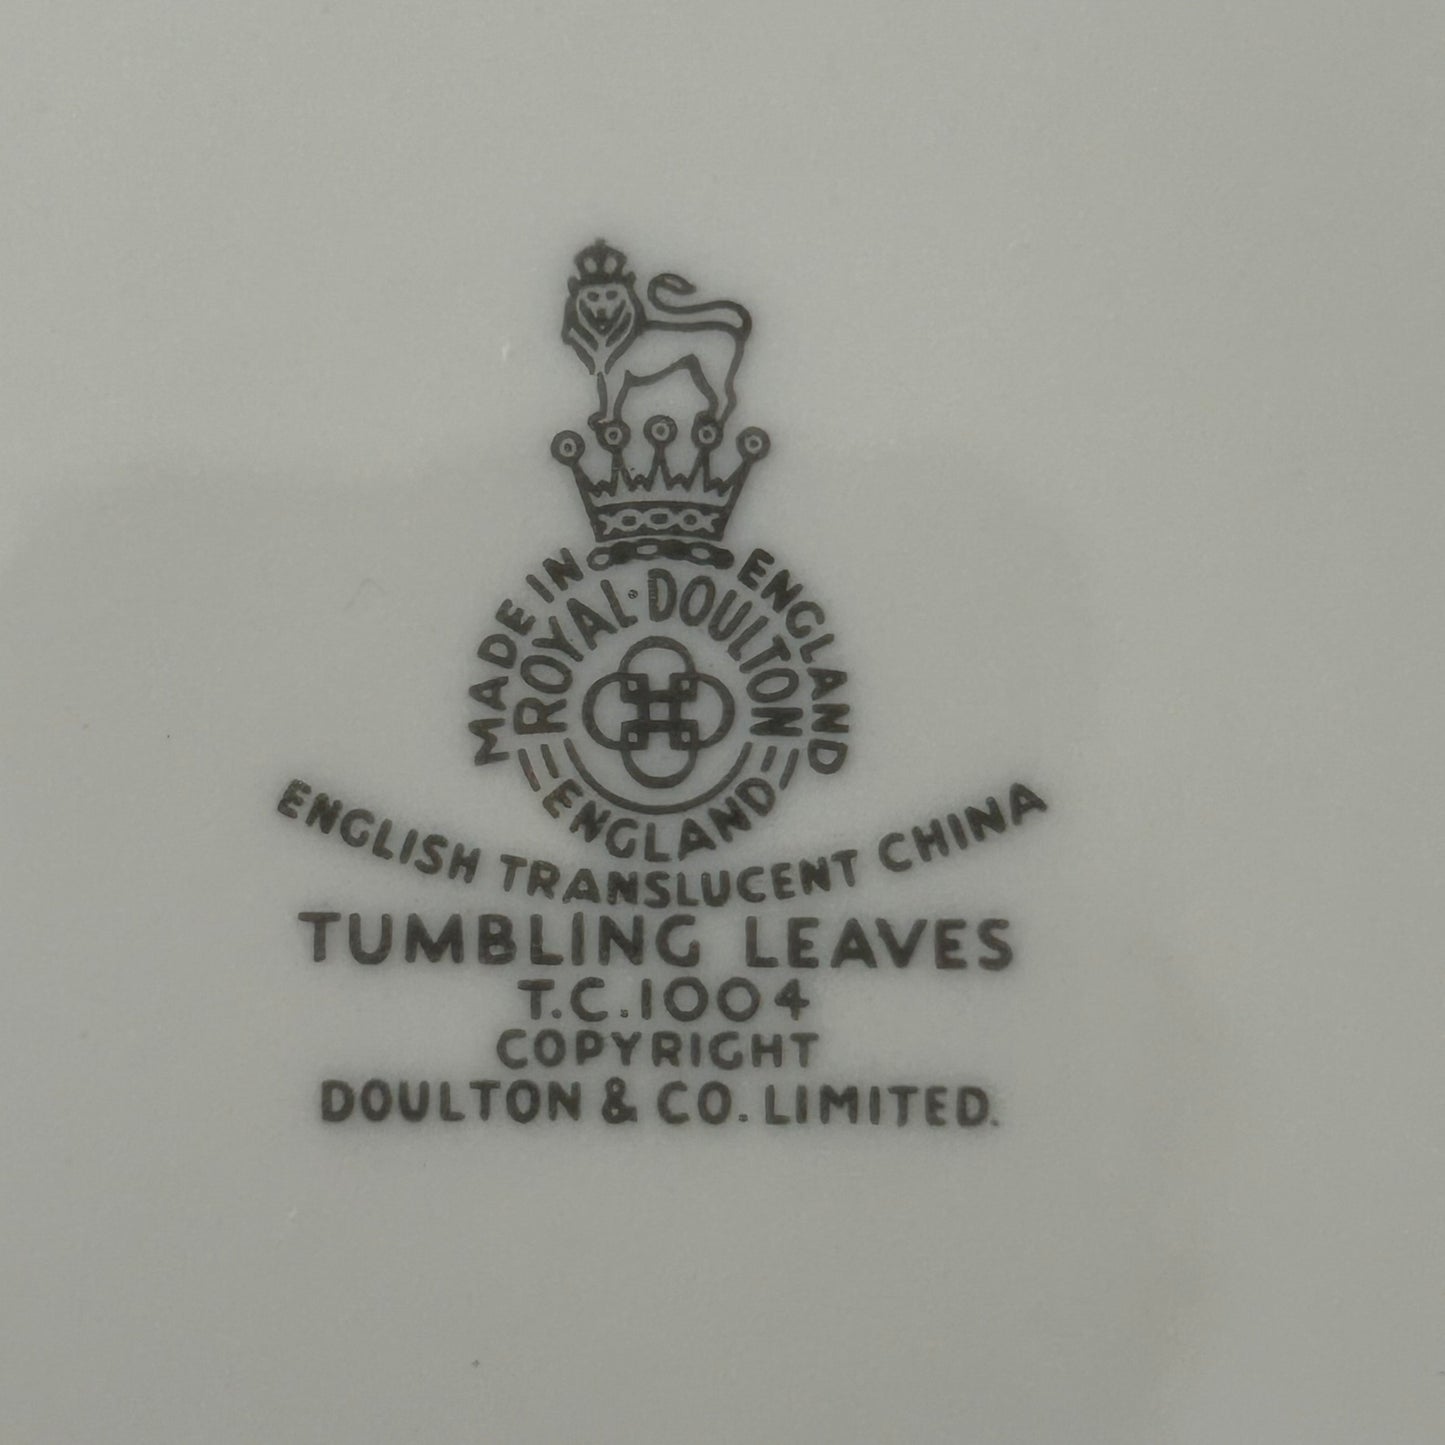 MADE IN ENGLAND
ROYAL DOULTON
ENGLAND
ENGLISH TRANSLUCENT CHINA
TUMBLING LEAVES
T.C.1004
COPYRIGHT
DOULTON & CO. LIMITED.